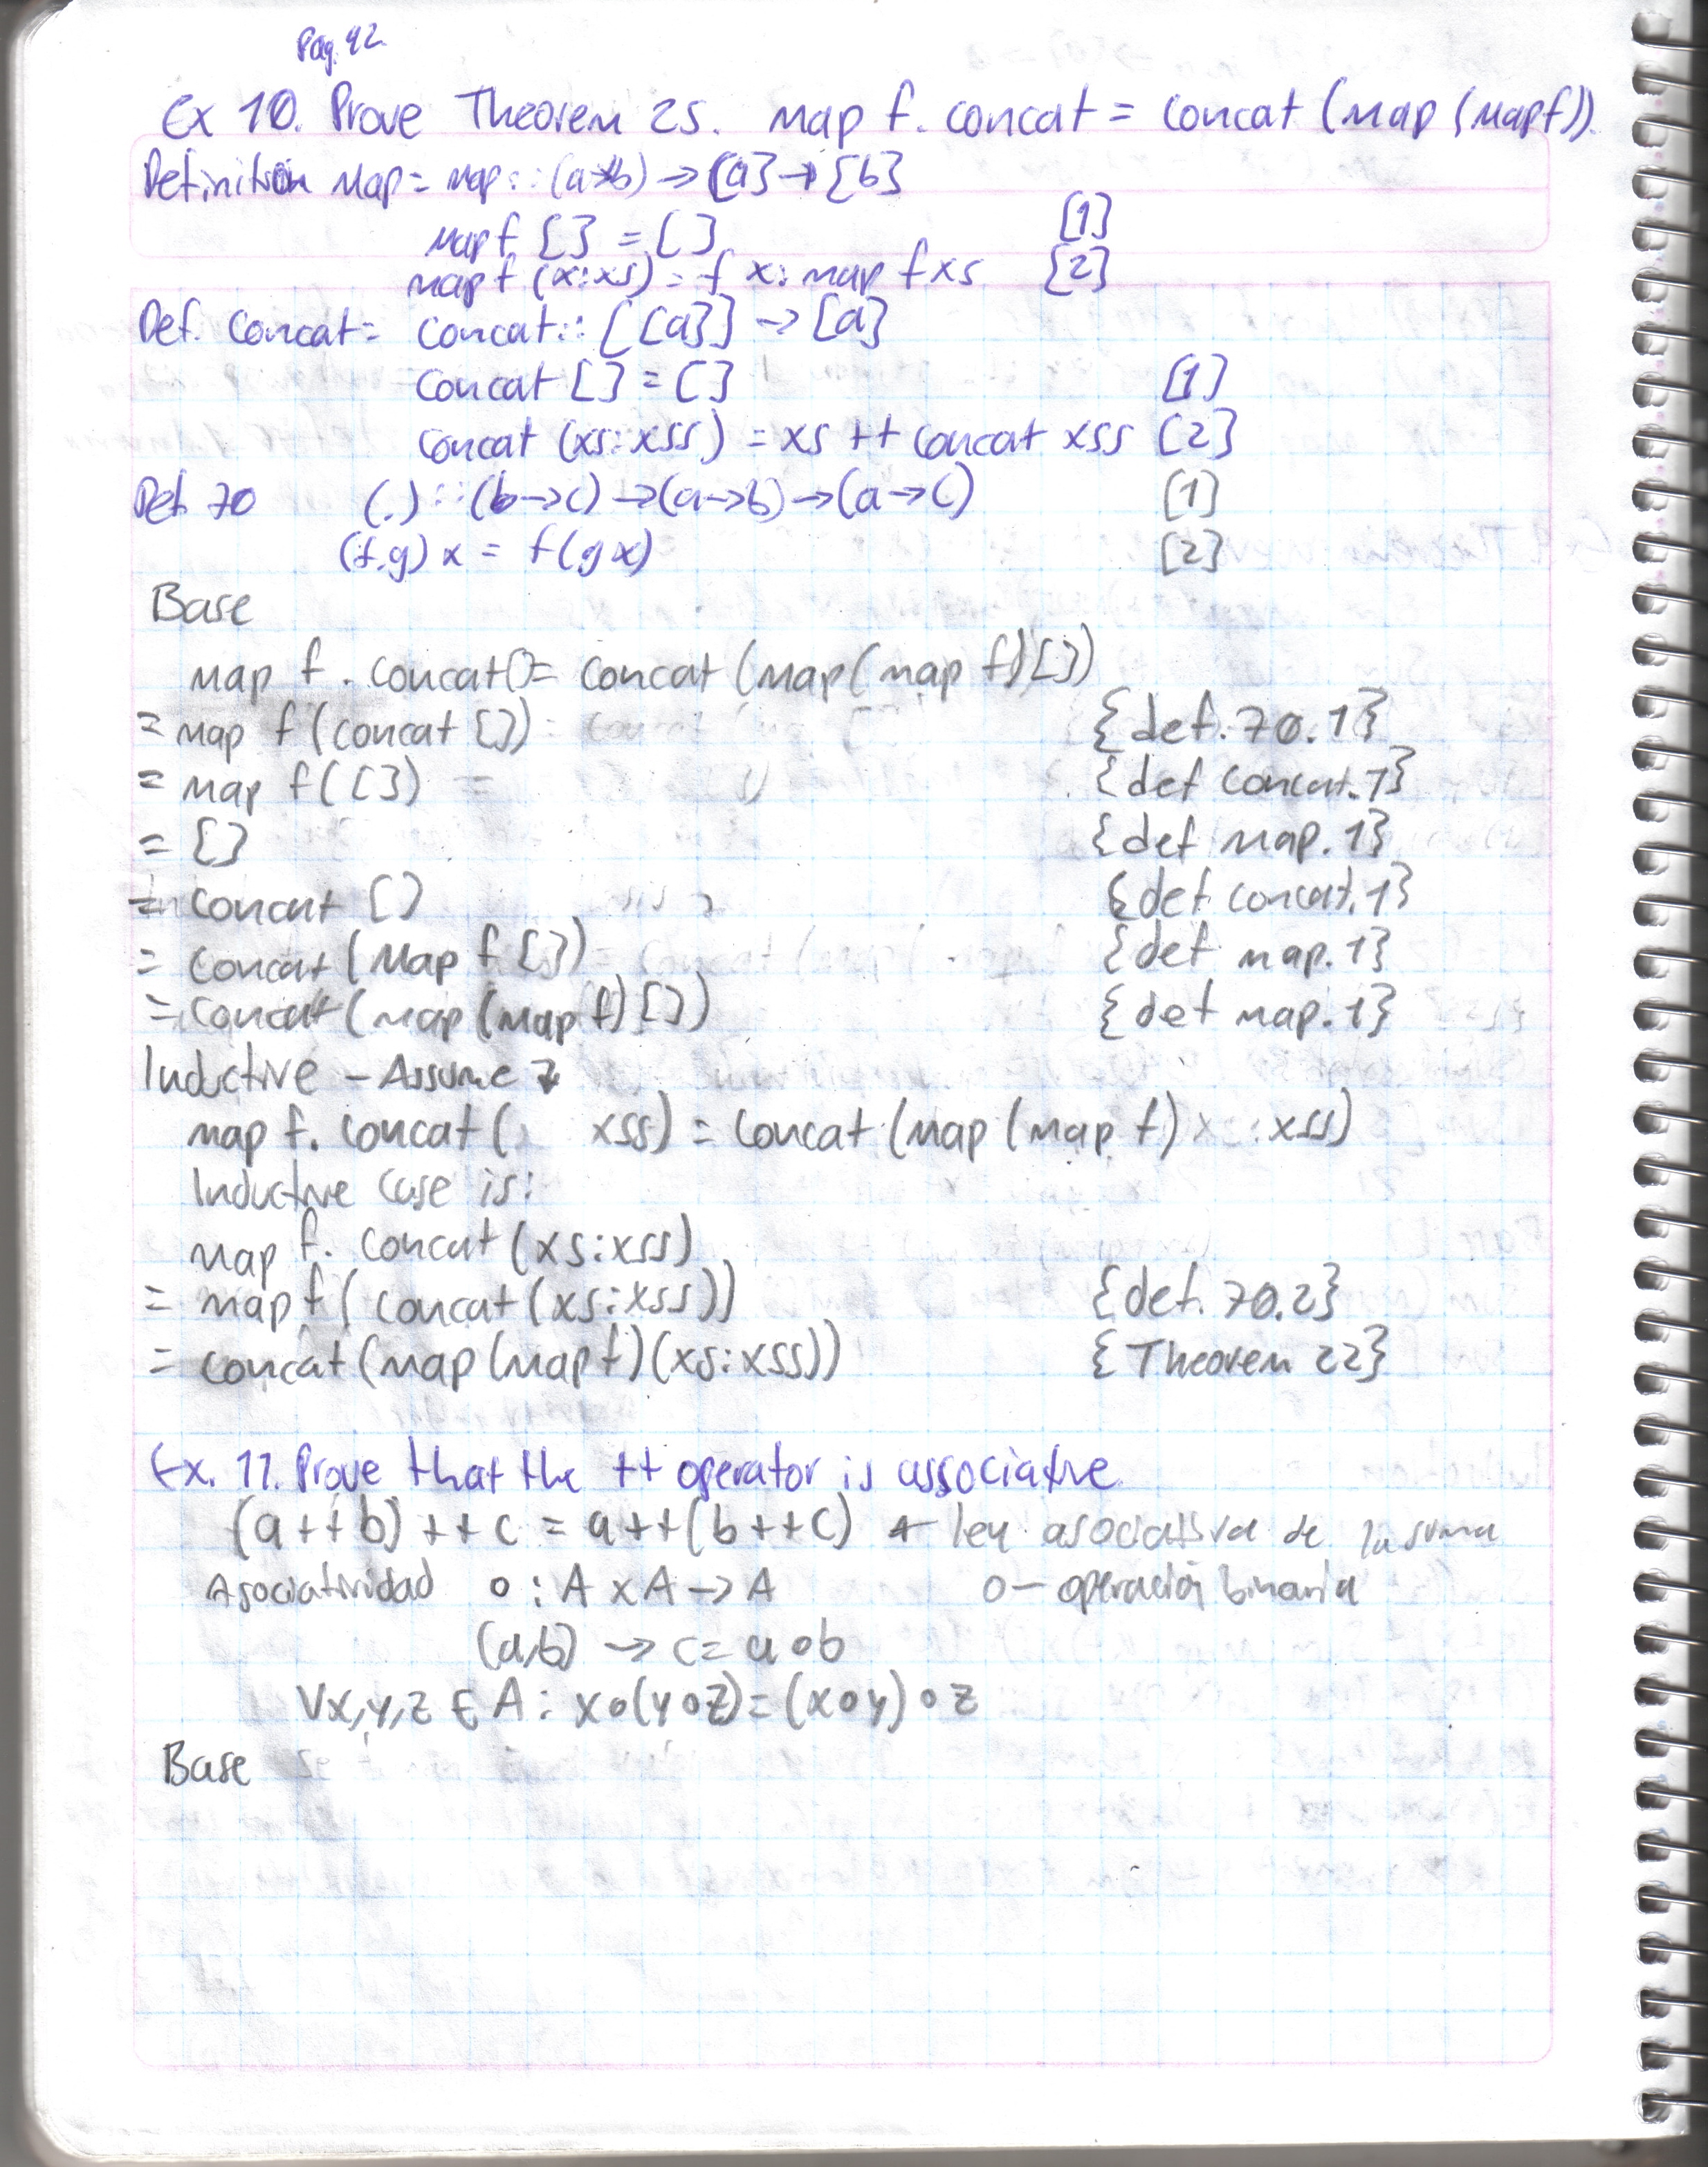 Pág. 42
Ex 10. Prove Theorem 25. map f. concat = concat (map (map f)).
Definition map = map :: (a→b) → [a] → [b]
map f [] = [] [1]
map f (x:xs) = f x : map f xs [2]
Def. concat = concat :: [[a]] → [a]
concat [] = [] [1]
concat (xs:xss) = xs ++ concat xss [2]
Def. 70 (.) :: (b→c) → (a→b) → (a→c) [1]
(f.g) x = f(g x) [2]
Base
map f . concat [] = concat (map (map f) [])
= map f (concat []) {def. 70.1}
= map f ([]) = {def concat.1}
= [] {def map.1}
= concat [] {def concat.1}
= concat (map f []) {def map.1}
= concat (map (map f) []) {def map.1}
Inductive - Assume ↓
map f. concat ( xss) = concat (map (map f) : xss)
Inductive case is:
map f. concat (xs:xss)
= map f (concat (xs:xss)) {def. 70.2}
= concat (map (map f) (xs:xss)) {Theorem 22}
Ex. 11. Prove that the ++ operator is associative
(a++b) ++c = a++(b++c) ← ley asociativa de la suma
Asociatividad o : A x A → A o – operación binaria
(a,b) → c = a o b
∀x,y,z ∈ A : x o (y o z) = (x o y) o z
Base